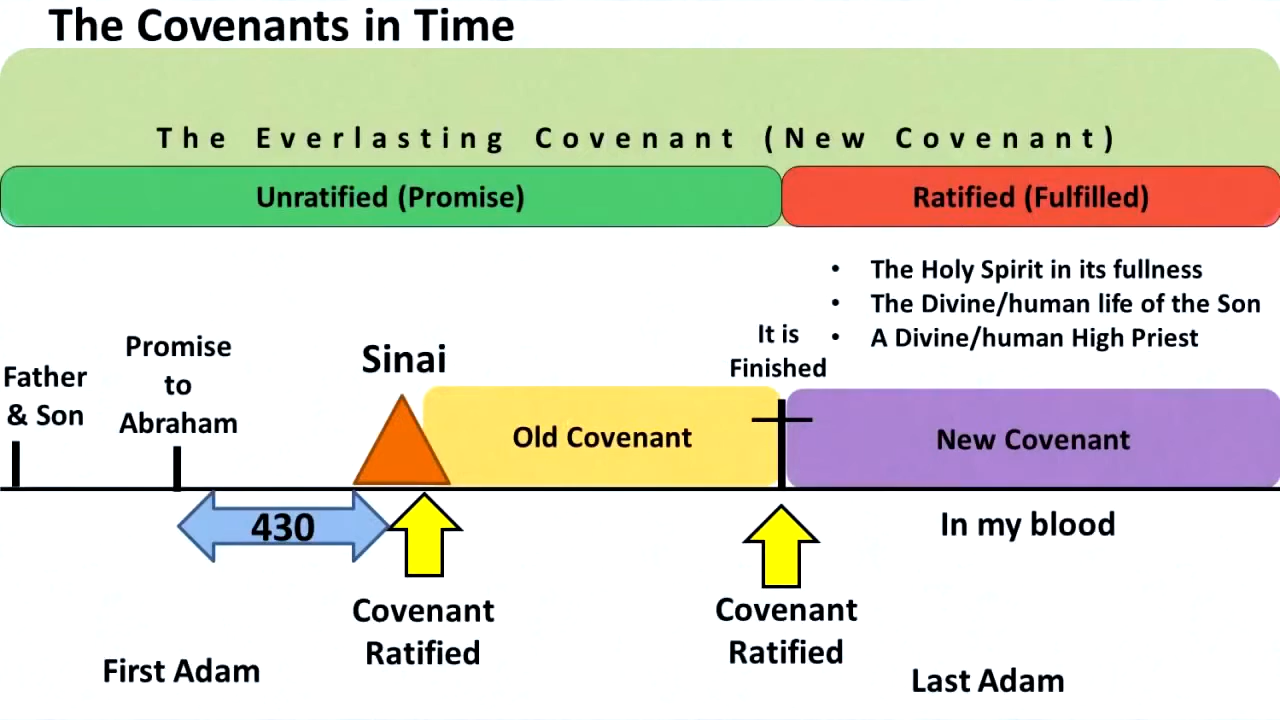 The Covenants in Time
The Everlasting Covenant (New Covenant)
Unratified (Promise)
Ratified (Fulfilled)
• The Holy Spirit in its fullness
• The Divine/human life of the Son
• A Divine/human High Priest
Father
& Son
Promise
to
Abraham
Sinai
It is
Finished
Old Covenant
New Covenant
430
In my blood
Covenant
Ratified
Covenant
Ratified
First Adam
Last Adam